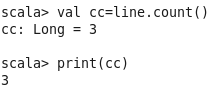 scala> val cc=line.count()
cc: Long = 3
scala> print(cc)
3